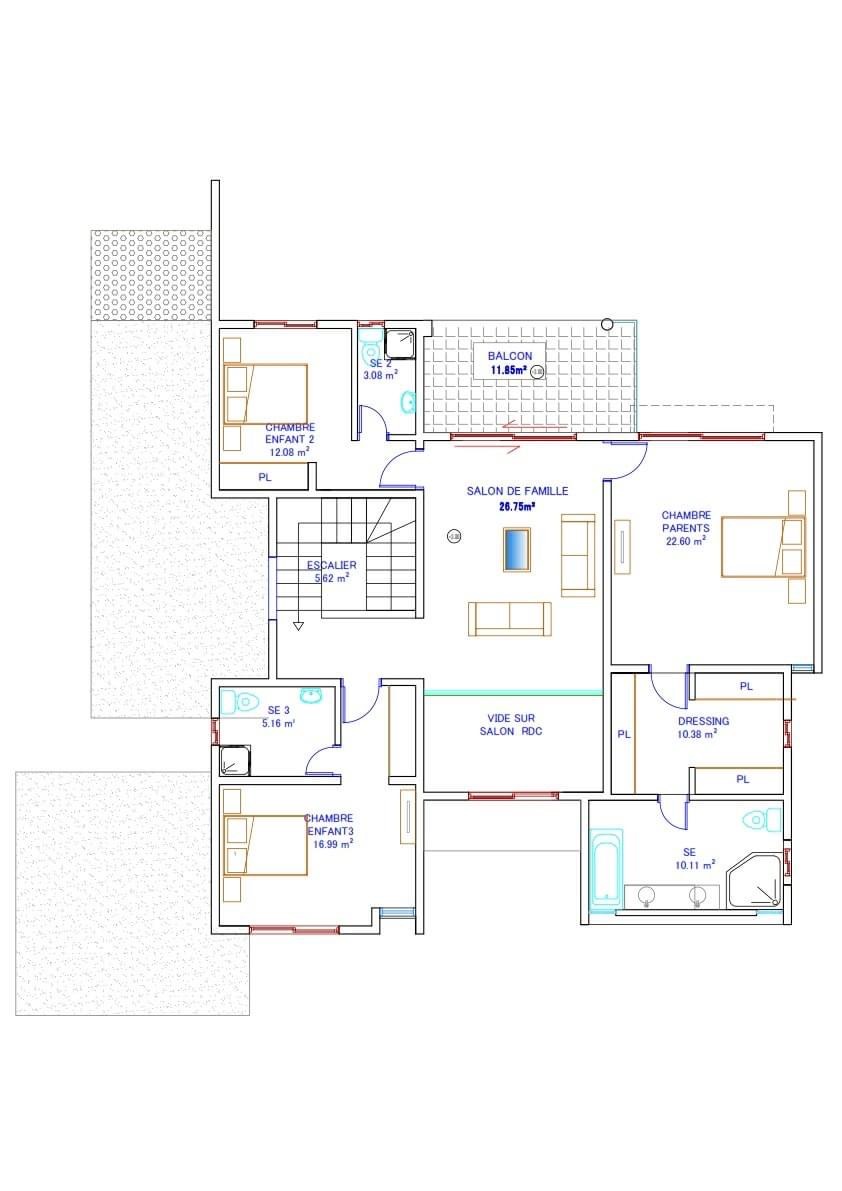 BALCON
11.85m²
SE 2
3.08 m²
CHAMBRE
ENFANT 2
12.08 m²
PL
SALON DE FAMILLE
26.75m²
CHAMBRE
PARENTS
22.60 m²
ESCALIER
5.62 m²
SE 3
5.16 m²
VIDE SUR
SALON RDC
PL
DRESSING
10.38 m²
PL
PL
CHAMBRE
ENFANT3
16.99 m²
SE
10.11 m²